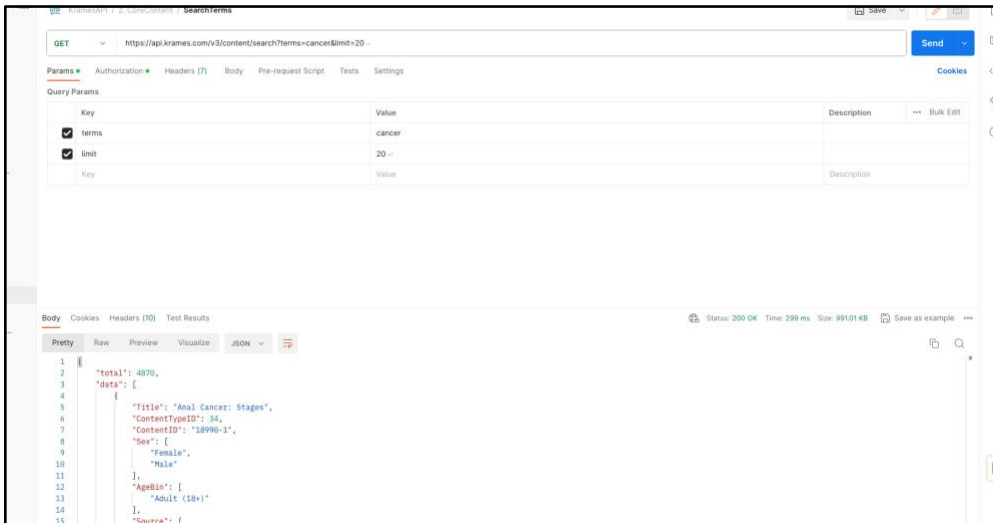 KramesAPI / 2. CoreContent / SearchTerms
Save
GET
https://api.krames.com/v3/content/search?terms=cancer&limit=20
Send
Params Authorization Headers (7) Body Pre-request Script Tests Settings
Cookies
Query Params
Key Value Description ••• Bulk Edit
terms cancer
limit 20
Key Value Description
Body Cookies Headers (10) Test Results
Status: 200 OK Time: 299 ms Size: 991.01 KB Save as example •••
Pretty Raw Preview Visualize JSON
1 {
2 "total": 4870,
3 "data": [
4 {
5 "Title": "Anal Cancer: Stages",
6 "ContentTypeID": 34,
7 "ContentID": "18990-1",
8 "Sex": [
9 "Female",
10 "Male"
11 ],
12 "AgeBin": [
13 "Adult (18+)"
14 ],
15 "Source": [